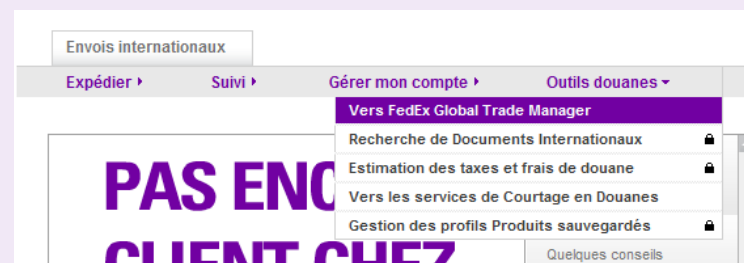 Envois internationaux
Expédier Suivi Gérer mon compte Outils douanes
Vers FedEx Global Trade Manager
Recherche de Documents Internationaux
Estimation des taxes et frais de douane
PAS
Vers les services de Courtage en Douanes
Gestion des profils Produits sauvegardés
CLIENT CHEZ
Quelques conseils